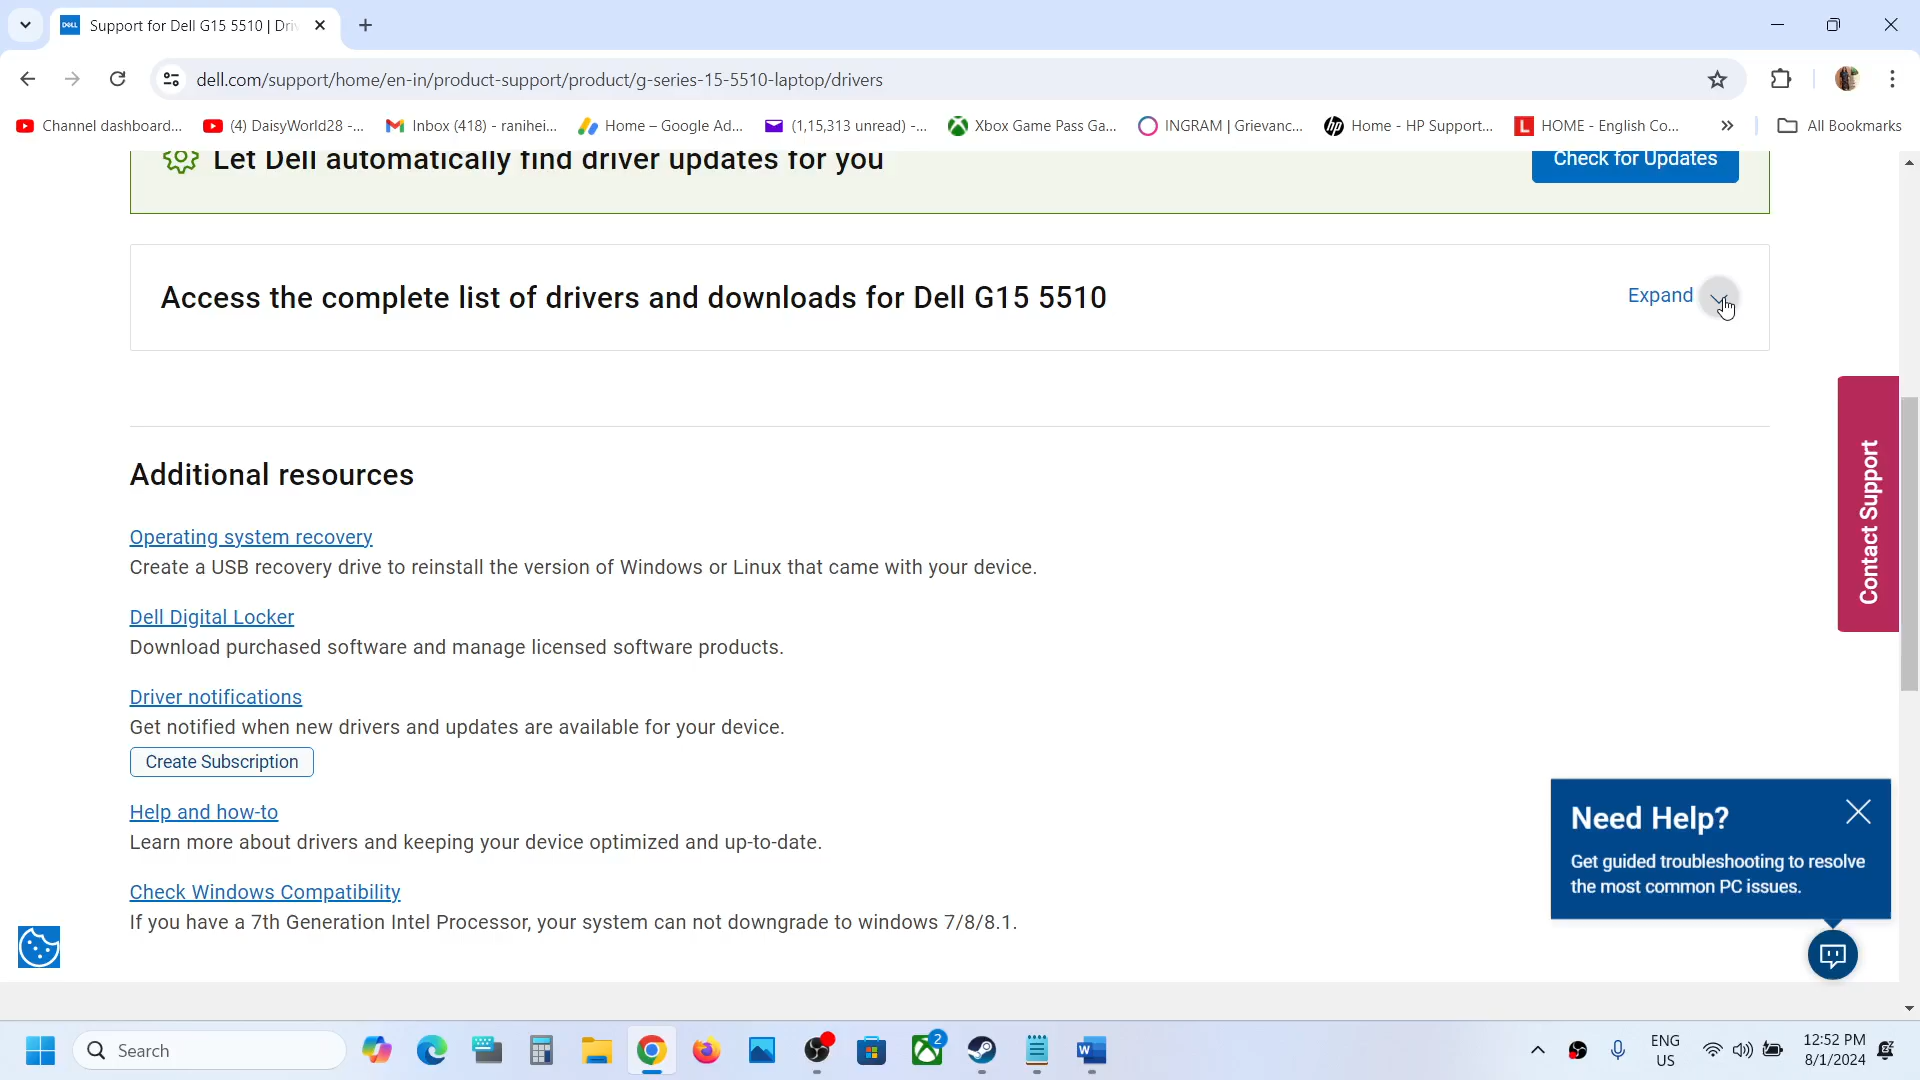 Support for Dell G15 5510 | Driv
dell.com/support/home/en-in/product-support/product/g-series-15-5510-laptop/drivers
Channel dashboard...
(4) DaisyWorld28 -...
Inbox (418) - ranihei...
Home – Google Ad...
(1,15,313 unread) -...
Xbox Game Pass Ga...
INGRAM | Grievanc...
Home - HP Support...
HOME - English Co...
All Bookmarks
Let Dell automatically find driver updates for you
Check for Updates
Access the complete list of drivers and downloads for Dell G15 5510
Expand
Contact Support
Additional resources
Operating system recovery
Create a USB recovery drive to reinstall the version of Windows or Linux that came with your device.
Dell Digital Locker
Download purchased software and manage licensed software products.
Driver notifications
Get notified when new drivers and updates are available for your device.
Create Subscription
Help and how-to
Learn more about drivers and keeping your device optimized and up-to-date.
Check Windows Compatibility
If you have a 7th Generation Intel Processor, your system can not downgrade to windows 7/8/8.1.
Need Help?
Get guided troubleshooting to resolve
the most common PC issues.
Search
2
ENG
US
12:52 PM
8/1/2024